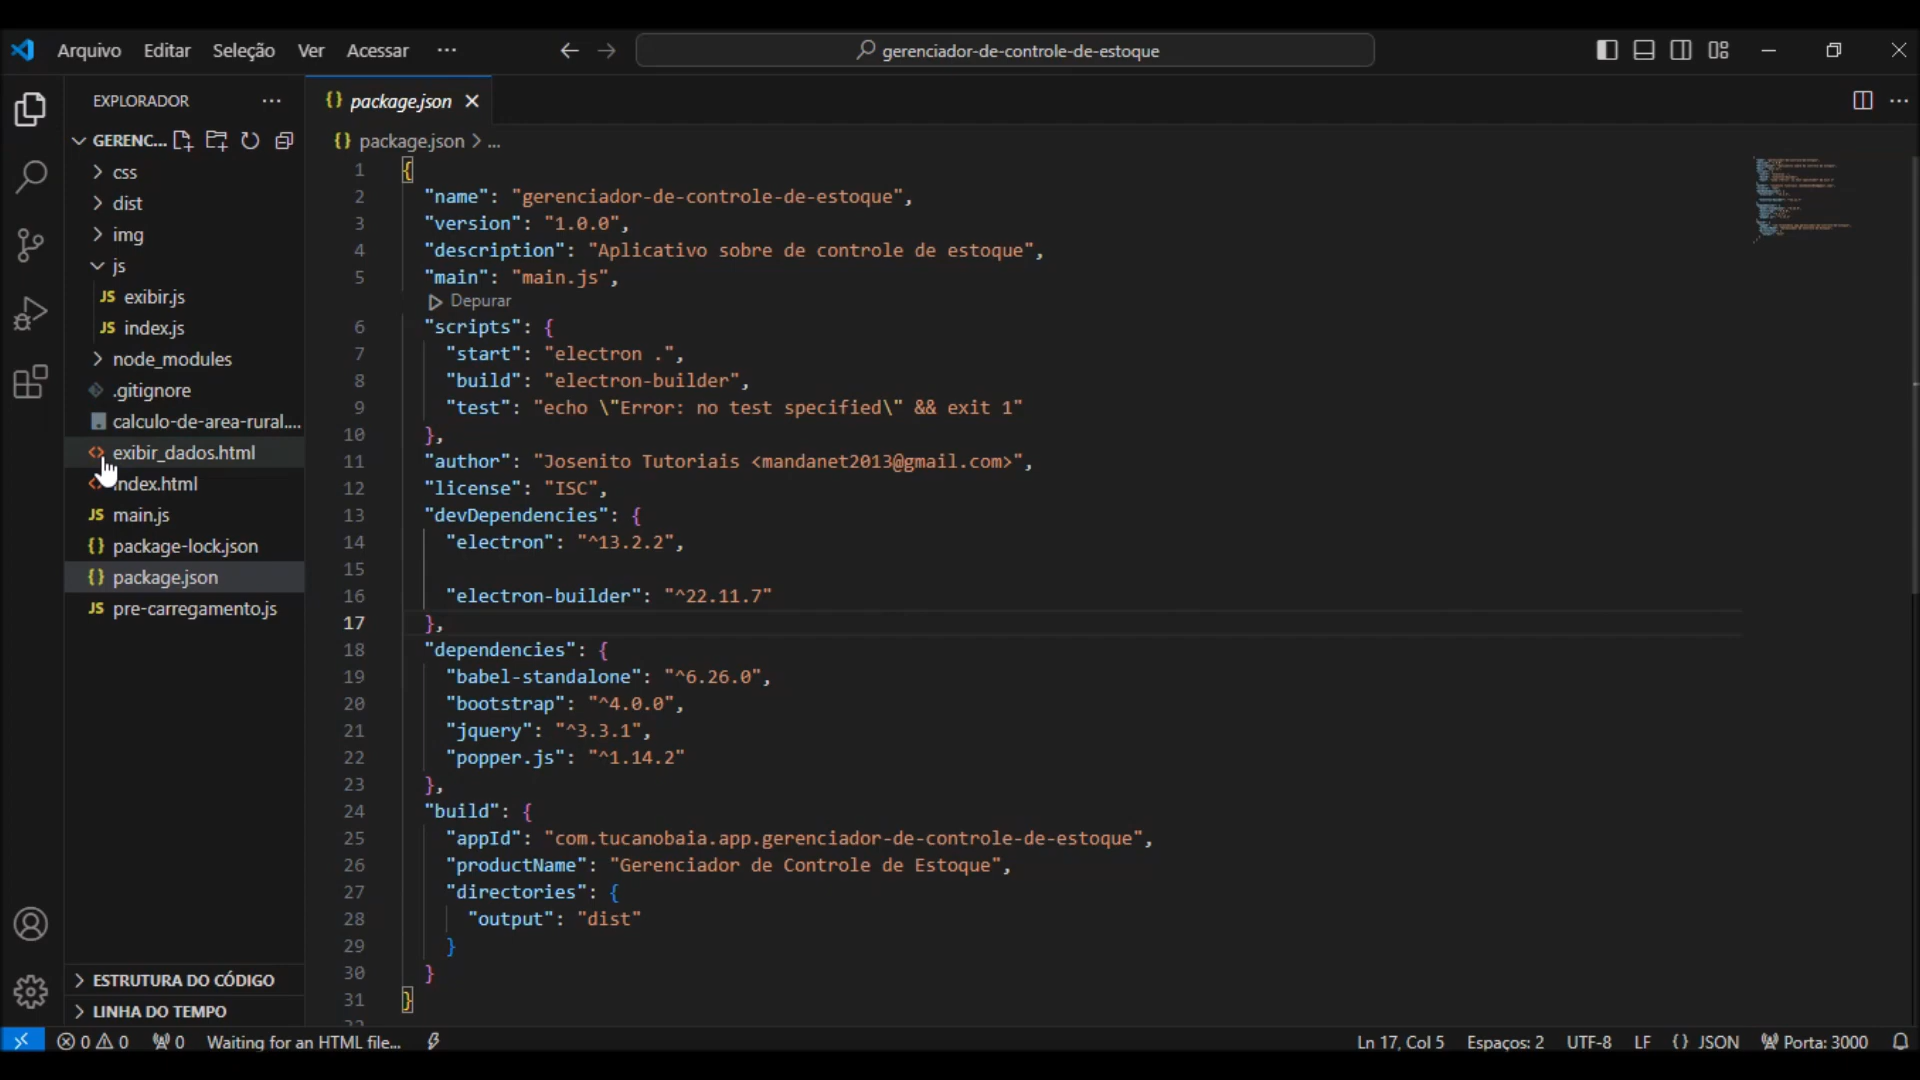 Arquivo Editar Seleção Ver Acessar ··· gerenciador-de-controle-de-estoque
EXPLORADOR
GERENC...
css
dist
img
js
JS exibir.js
JS index.js
node_modules
.gitignore
calculo-de-area-rural....
exibir_dados.html
index.html
JS main.js
{} package-lock.json
{} package.json
JS pre-carregamento.js
ESTRUTURA DO CÓDIGO
LINHA DO TEMPO
{} package.json
{} package.json > ...
1 {
2 "name": "gerenciador-de-controle-de-estoque",
3 "version": "1.0.0",
4 "description": "Aplicativo sobre de controle de estoque",
5 "main": "main.js",
Depurar
6 "scripts": {
7 "start": "electron .",
8 "build": "electron-builder",
9 "test": "echo \"Error: no test specified\" && exit 1"
10 },
11 "author": "Josenito Tutoriais <mandanet2013@gmail.com>",
12 "license": "ISC",
13 "devDependencies": {
14 "electron": "^13.2.2",
15
16 "electron-builder": "^22.11.7"
17 },
18 "dependencies": {
19 "babel-standalone": "^6.26.0",
20 "bootstrap": "^4.0.0",
21 "jquery": "^3.3.1",
22 "popper.js": "^1.14.2"
23 },
24 "build": {
25 "appId": "com.tucanobaia.app.gerenciador-de-controle-de-estoque",
26 "productName": "Gerenciador de Controle de Estoque",
27 "directories": {
28 "output": "dist"
29 }
30 }
31 }
0 0 0 Waiting for an HTML file... Ln 17, Col 5 Espaços: 2 UTF-8 LF {} JSON Porta: 3000